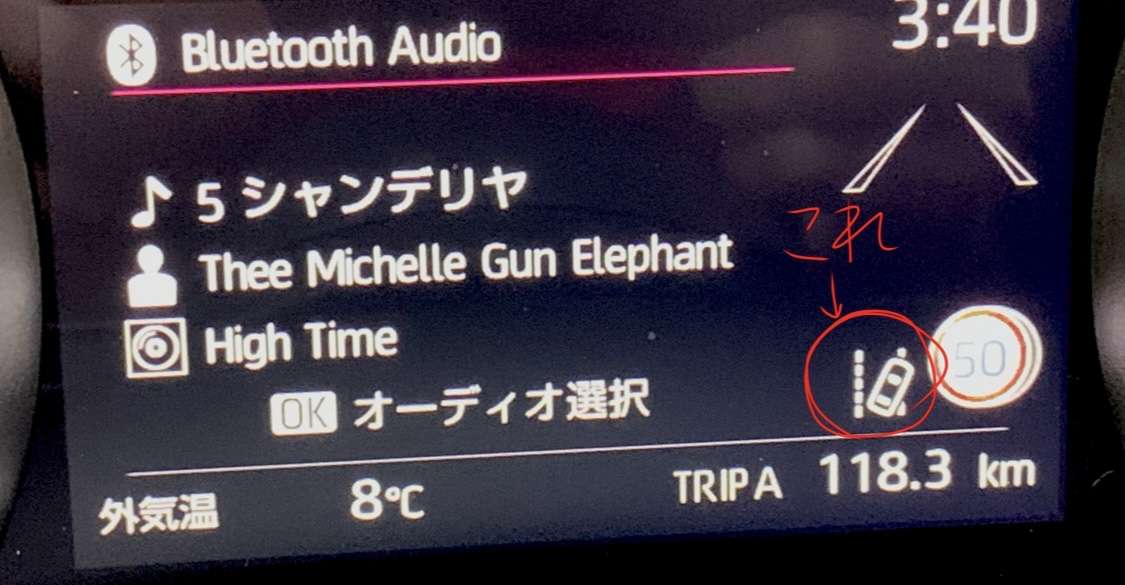 Bluetooth Audio
3:40
5 シャンデリヤ
Thee Michelle Gun Elephant
これ
High Time
50
OK オーディオ選択
外気温 8℃ TRIP A 118.3 km